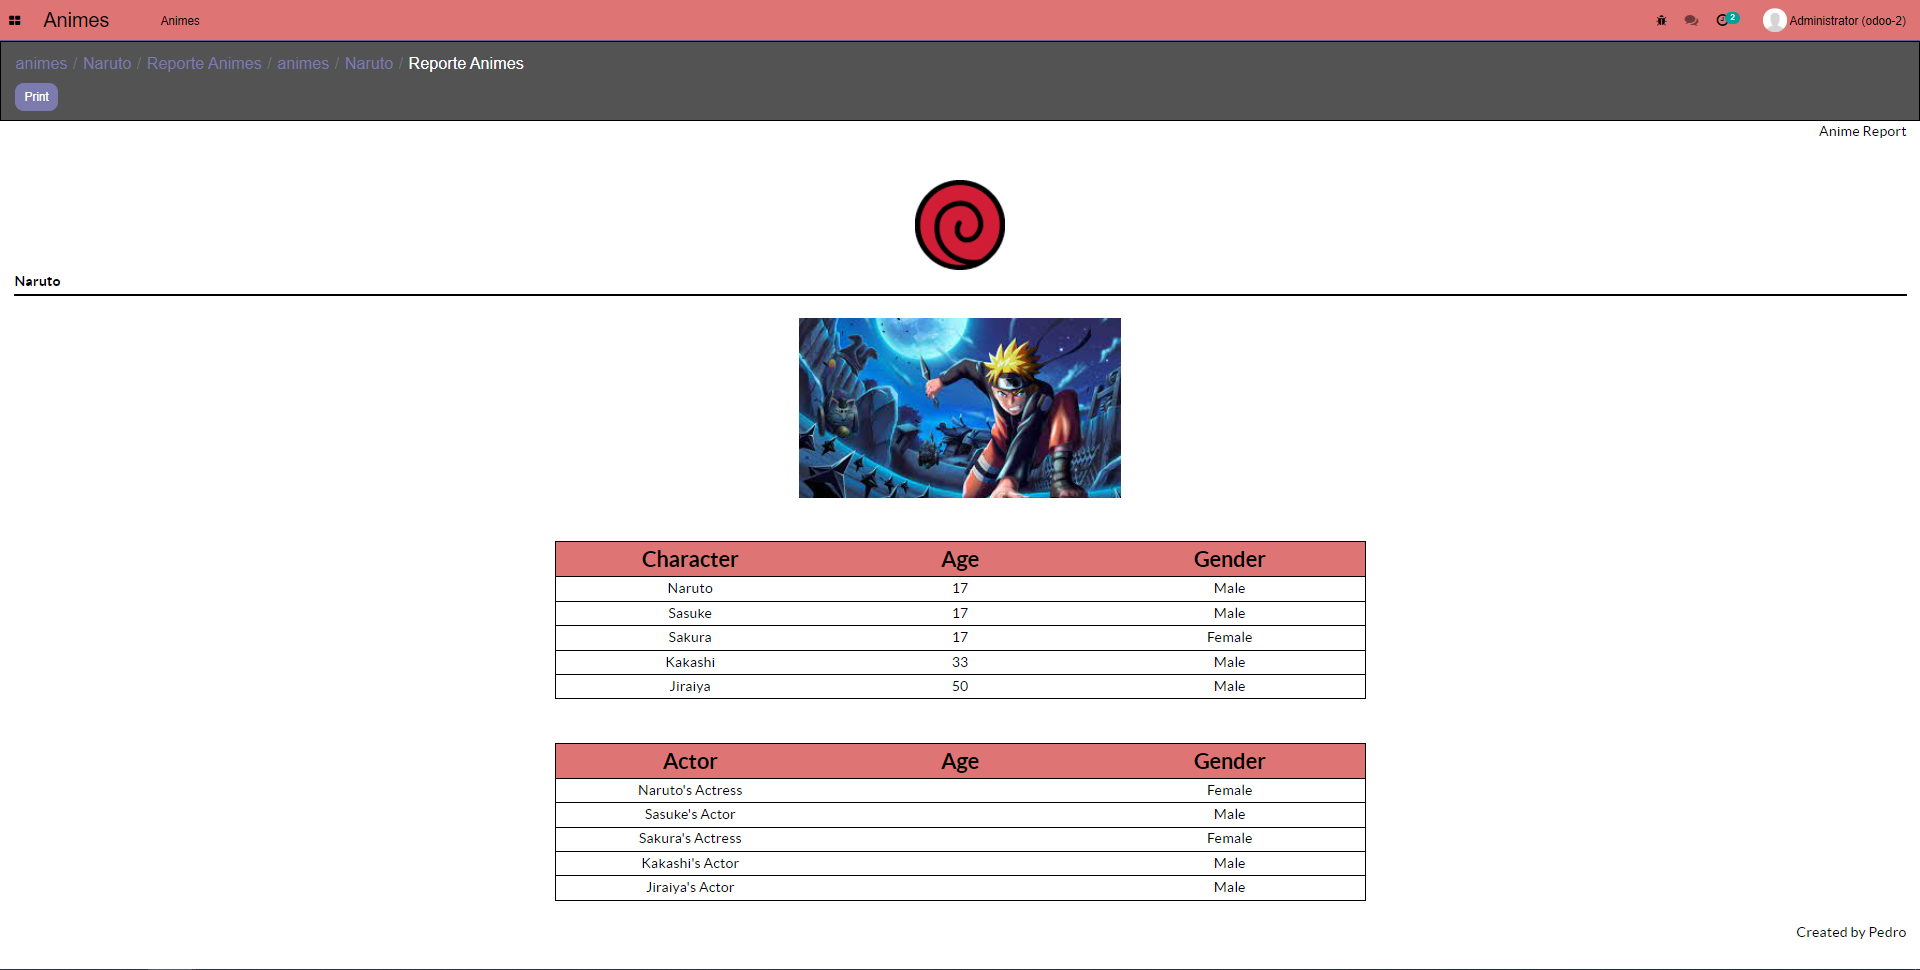 Animes Animes 2 Administrator (odoo-2)
animes / Naruto / Reporte Animes / animes / Naruto / Reporte Animes
Print
Anime Report
Naruto
Character Age Gender
Naruto 17 Male
Sasuke 17 Male
Sakura 17 Female
Kakashi 33 Male
Jiraiya 50 Male
Actor Age Gender
Naruto's Actress Female
Sasuke's Actor Male
Sakura's Actress Female
Kakashi's Actor Male
Jiraiya's Actor Male
Created by Pedro